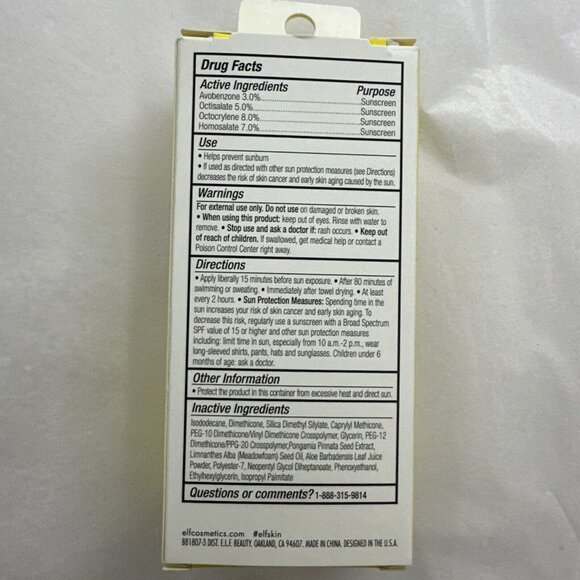 Drug Facts
Active Ingredients Purpose
Avobenzone 3.0%..........Sunscreen
Octisalate 5.0%..........Sunscreen
Octocrylene 8.0%..........Sunscreen
Homosalate 7.0%..........Sunscreen
Use
• Helps prevent sunburn
• If used as directed with other sun protection measures (see Directions)
decreases the risk of skin cancer and early skin aging caused by the sun.
Warnings
For external use only. Do not use on damaged or broken skin.
• When using this product: keep out of eyes. Rinse with water to
remove. • Stop use and ask a doctor if: rash occurs. • Keep out
of reach of children. If swallowed, get medical help or contact a
Poison Control Center right away.
Directions
• Apply liberally 15 minutes before sun exposure. • After 80 minutes of
swimming or sweating. • Immediately after towel drying. • At least
every 2 hours. • Sun Protection Measures: Spending time in the
sun increases your risk of skin cancer and early skin aging. To
decrease this risk, regularly use a sunscreen with a Broad Spectrum
SPF value of 15 or higher and other sun protection measures
including: limit time in sun, especially from 10 a.m.-2 p.m., wear
long-sleeved shirts, pants, hats and sunglasses. Children under 6
months of age: ask a doctor.
Other Information
• Protect the product in this container from excessive heat and direct sun.
Inactive Ingredients
Isododecane, Dimethicone, Silica Dimethyl Silylate, Caprylyl Methicone,
PEG-10 Dimethicone/Vinyl Dimethicone Crosspolymer, Glycerin, PEG-12
Dimethicone/PPG-20 Crosspolymer,Pongamia Pinnata Seed Extract,
Limnanthes Alba (Meadowfoam) Seed Oil, Aloe Barbadensis Leaf Juice
Powder, Polyester-7, Neopentyl Glycol Diheptanoate, Phenoxyethanol,
Ethylhexylglycerin, Isopropyl Palmitate
Questions or comments? 1-888-315-9814
elfcosmetics.com #elfskin
BB1807-3 DIST. E.L.F. BEAUTY. OAKLAND, CA 94607. MADE IN CHINA. DESIGNED IN THE U.S.A.